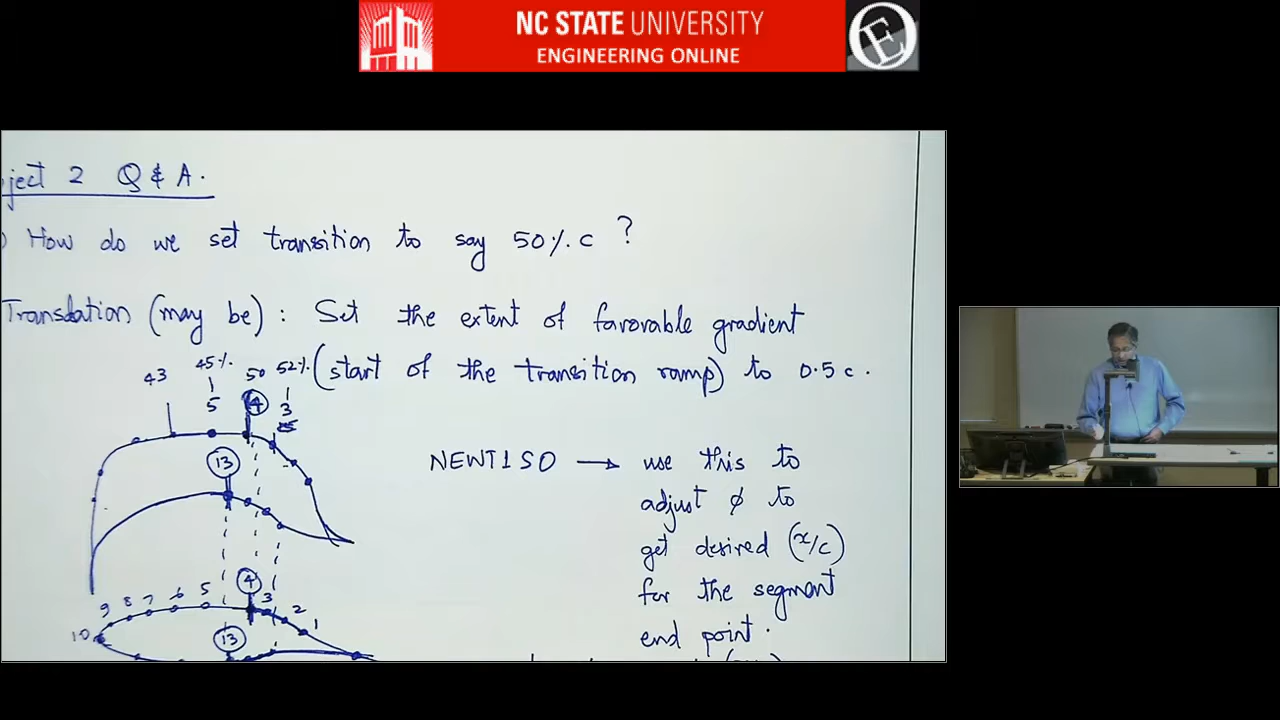 NC STATE UNIVERSITY
ENGINEERING ONLINE
E
ject 2 Q & A.
) How do we set transition to say 50% c ?
Translation (may be) : Set the extent of favorable gradient
(start of the transition ramp) to 0.5c.
43 45% 50 52%
5 4 3
13
NEWT1S0 → use this to
adjust φ to
get desired (x/c)
for the segment
end point.
9 8 7 6 5 4 3 2 1
10 13